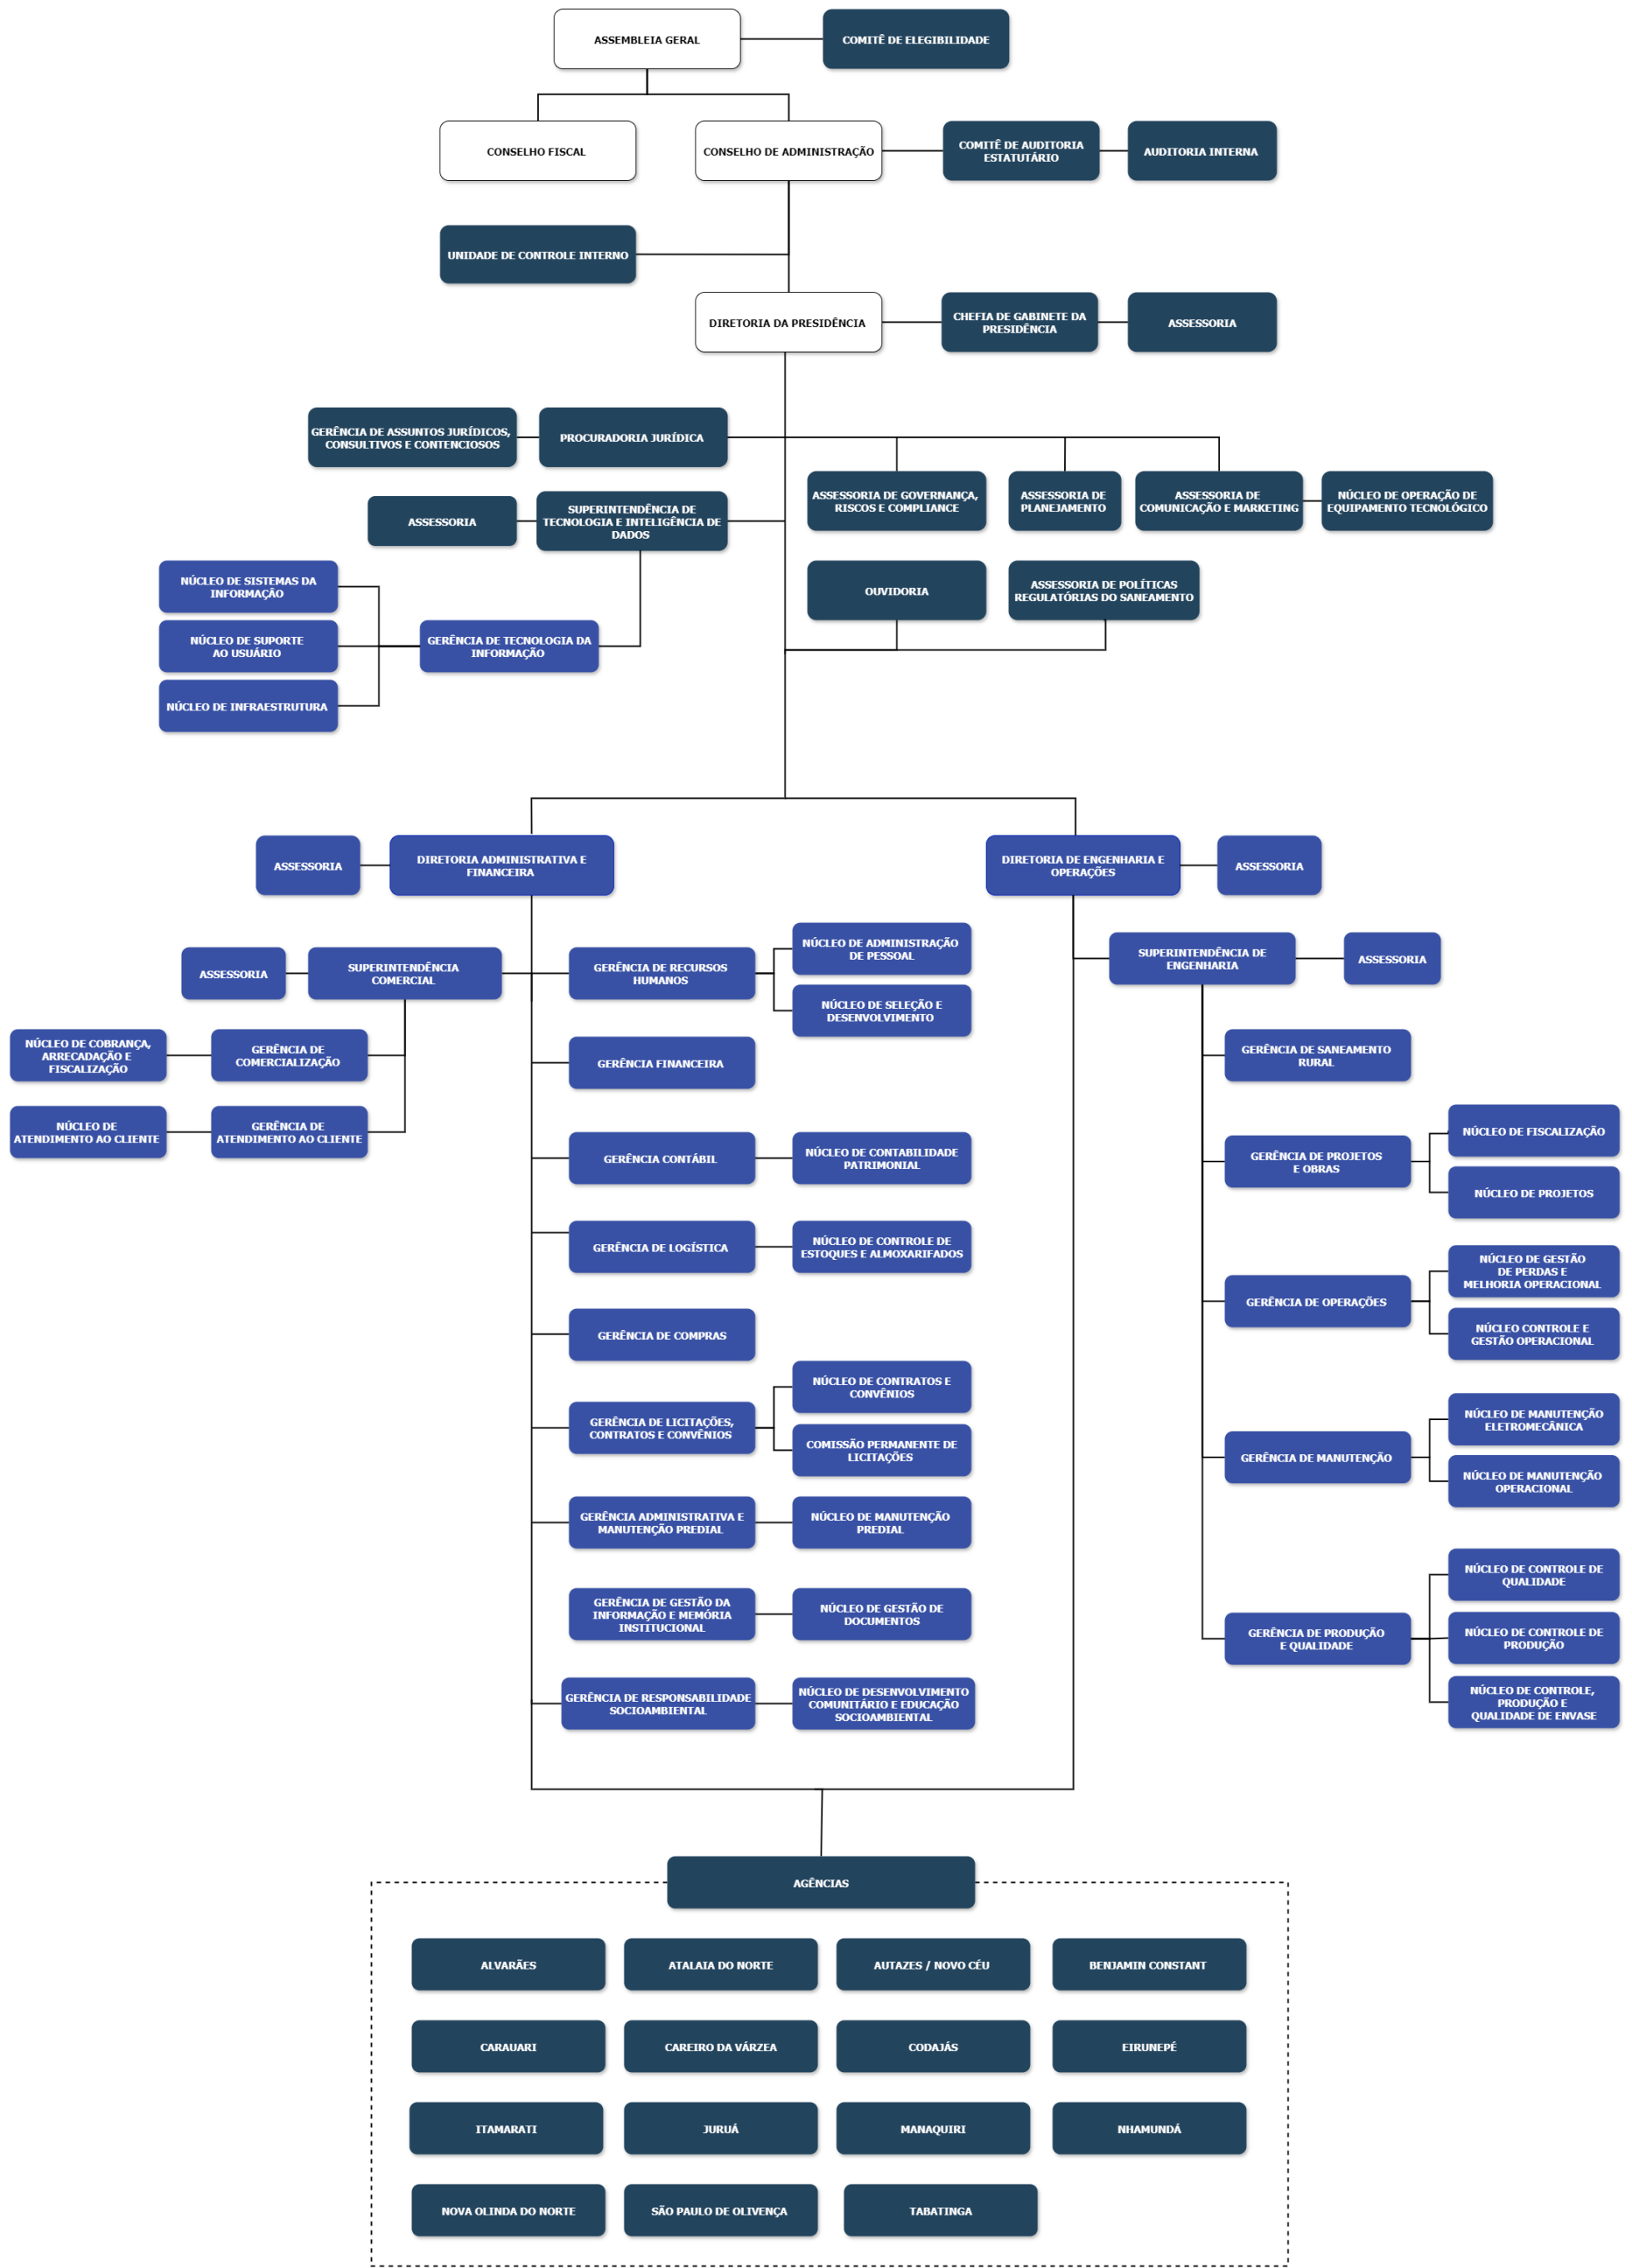 ASSEMBLEIA GERAL
COMITÊ DE ELEGIBILIDADE
CONSELHO FISCAL
CONSELHO DE ADMINISTRAÇÃO
COMITÊ DE AUDITORIA
ESTATUTÁRIO
AUDITORIA INTERNA
UNIDADE DE CONTROLE INTERNO
DIRETORIA DA PRESIDÊNCIA
CHEFIA DE GABINETE DA
PRESIDÊNCIA
ASSESSORIA
GERÊNCIA DE ASSUNTOS JURÍDICOS,
CONSULTIVOS E CONTENCIOSOS
PROCURADORIA JURÍDICA
ASSESSORIA DE GOVERNANÇA,
RISCOS E COMPLIANCE
ASSESSORIA DE
PLANEJAMENTO
ASSESSORIA DE
COMUNICAÇÃO E MARKETING
NÚCLEO DE OPERAÇÃO DE
EQUIPAMENTO TECNOLÓGICO
ASSESSORIA
SUPERINTENDÊNCIA DE
TECNOLOGIA E INTELIGÊNCIA DE
DADOS
OUVIDORIA
ASSESSORIA DE POLÍTICAS
REGULATÓRIAS DO SANEAMENTO
NÚCLEO DE SISTEMAS DA
INFORMAÇÃO
NÚCLEO DE SUPORTE
AO USUÁRIO
GERÊNCIA DE TECNOLOGIA DA
INFORMAÇÃO
NÚCLEO DE INFRAESTRUTURA
ASSESSORIA
DIRETORIA ADMINISTRATIVA E
FINANCEIRA
DIRETORIA DE ENGENHARIA E
OPERAÇÕES
ASSESSORIA
ASSESSORIA
SUPERINTENDÊNCIA
COMERCIAL
NÚCLEO DE COBRANÇA,
ARRECADAÇÃO E
FISCALIZAÇÃO
GERÊNCIA DE
COMERCIALIZAÇÃO
NÚCLEO DE
ATENDIMENTO AO CLIENTE
GERÊNCIA DE
ATENDIMENTO AO CLIENTE
GERÊNCIA DE RECURSOS
HUMANOS
NÚCLEO DE ADMINISTRAÇÃO
DE PESSOAL
NÚCLEO DE SELEÇÃO E
DESENVOLVIMENTO
GERÊNCIA FINANCEIRA
GERÊNCIA CONTÁBIL
NÚCLEO DE CONTABILIDADE
PATRIMONIAL
GERÊNCIA DE LOGÍSTICA
NÚCLEO DE CONTROLE DE
ESTOQUES E ALMOXARIFADOS
GERÊNCIA DE COMPRAS
GERÊNCIA DE LICITAÇÕES,
CONTRATOS E CONVÊNIOS
NÚCLEO DE CONTRATOS E
CONVÊNIOS
COMISSÃO PERMANENTE DE
LICITAÇÕES
GERÊNCIA ADMINISTRATIVA E
MANUTENÇÃO PREDIAL
NÚCLEO DE MANUTENÇÃO
PREDIAL
GERÊNCIA DE GESTÃO DA
INFORMAÇÃO E MEMÓRIA
INSTITUCIONAL
NÚCLEO DE GESTÃO DE
DOCUMENTOS
GERÊNCIA DE RESPONSABILIDADE
SOCIOAMBIENTAL
NÚCLEO DE DESENVOLVIMENTO
COMUNITÁRIO E EDUCAÇÃO
SOCIOAMBIENTAL
SUPERINTENDÊNCIA DE
ENGENHARIA
ASSESSORIA
GERÊNCIA DE SANEAMENTO
RURAL
GERÊNCIA DE PROJETOS
E OBRAS
NÚCLEO DE FISCALIZAÇÃO
NÚCLEO DE PROJETOS
GERÊNCIA DE OPERAÇÕES
NÚCLEO DE GESTÃO
DE PERDAS E
MELHORIA OPERACIONAL
NÚCLEO CONTROLE E
GESTÃO OPERACIONAL
GERÊNCIA DE MANUTENÇÃO
NÚCLEO DE MANUTENÇÃO
ELETROMECÂNICA
NÚCLEO DE MANUTENÇÃO
OPERACIONAL
GERÊNCIA DE PRODUÇÃO
E QUALIDADE
NÚCLEO DE CONTROLE DE
QUALIDADE
NÚCLEO DE CONTROLE DE
PRODUÇÃO
NÚCLEO DE CONTROLE,
PRODUÇÃO E
QUALIDADE DE ENVASE
AGÊNCIAS
ALVARÃES
ATALAIA DO NORTE
AUTAZES / NOVO CÉU
BENJAMIN CONSTANT
CARAUARI
CAREIRO DA VÁRZEA
CODAJÁS
EIRUNEPÉ
ITAMARATI
JURUÁ
MANAQUIRI
NHAMUNDÁ
NOVA OLINDA DO NORTE
SÃO PAULO DE OLIVENÇA
TABATINGA